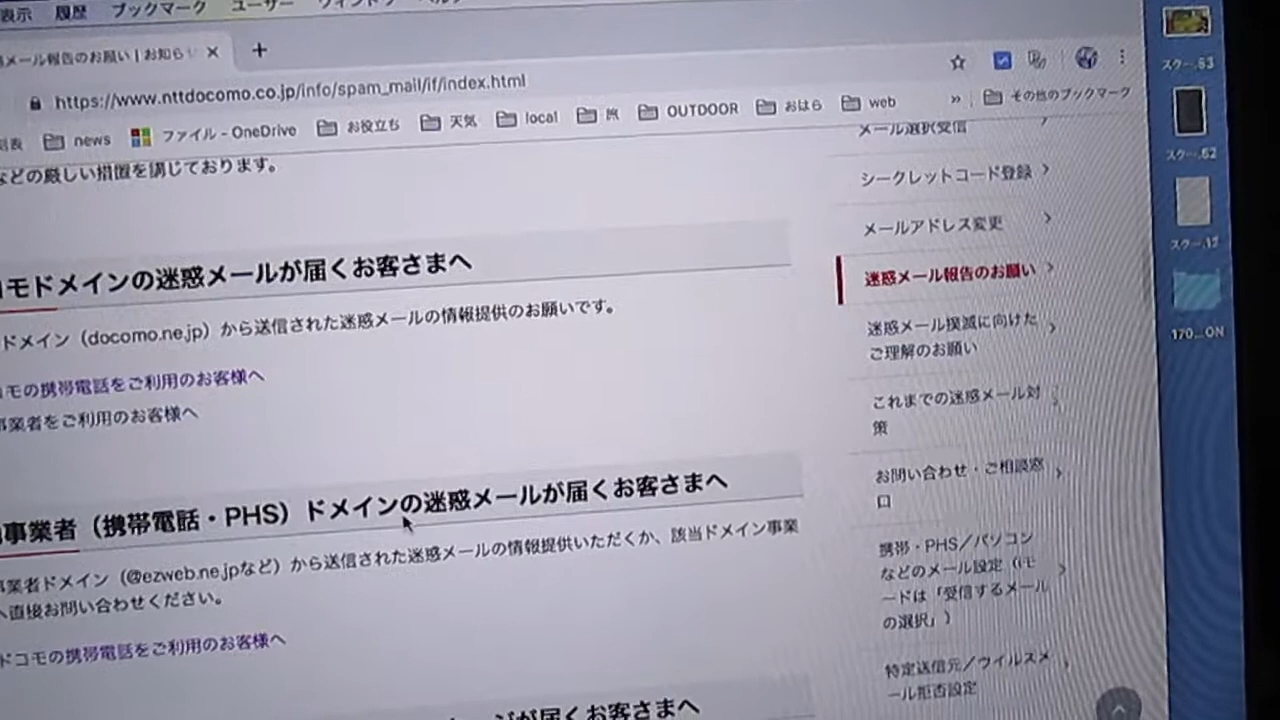 表示 履歴 ブックマーク ユーザー ウィンドウ ヘルプ
メール報告のお願い | お知ら
https://www.nttdocomo.co.jp/info/spam_mail/if/index.html
刻表 news ファイル - OneDrive お役立ち 天気 local 旅 OUTDOOR おはら web » その他のブックマーク
などの厳しい措置を講じております。
モドメインの迷惑メールが届くお客さまへ
ドメイン（docomo.ne.jp）から送信された迷惑メールの情報提供のお願いです。
コモの携帯電話をご利用のお客様へ
事業者をご利用のお客様へ
事業者（携帯電話・PHS）ドメインの迷惑メールが届くお客さまへ
事業者ドメイン（@ezweb.ne.jpなど）から送信された迷惑メールの情報提供いただくか、該当ドメイン事業
へ直接お問い合わせください。
ドコモの携帯電話をご利用のお客様へ
ジが届くお客さまへ
メール選択受信
シークレットコード登録
メールアドレス変更
迷惑メール報告のお願い
迷惑メール撲滅に向けた
ご理解のお願い
これまでの迷惑メール対
策
お問い合わせ・ご相談窓
口
携帯・PHS／パソコン
などのメール設定（iモ
ードは「受信するメール
の選択」）
特定送信元／ウイルスメ
ール拒否設定
スク….63
スク….62
スク….12
170...ON